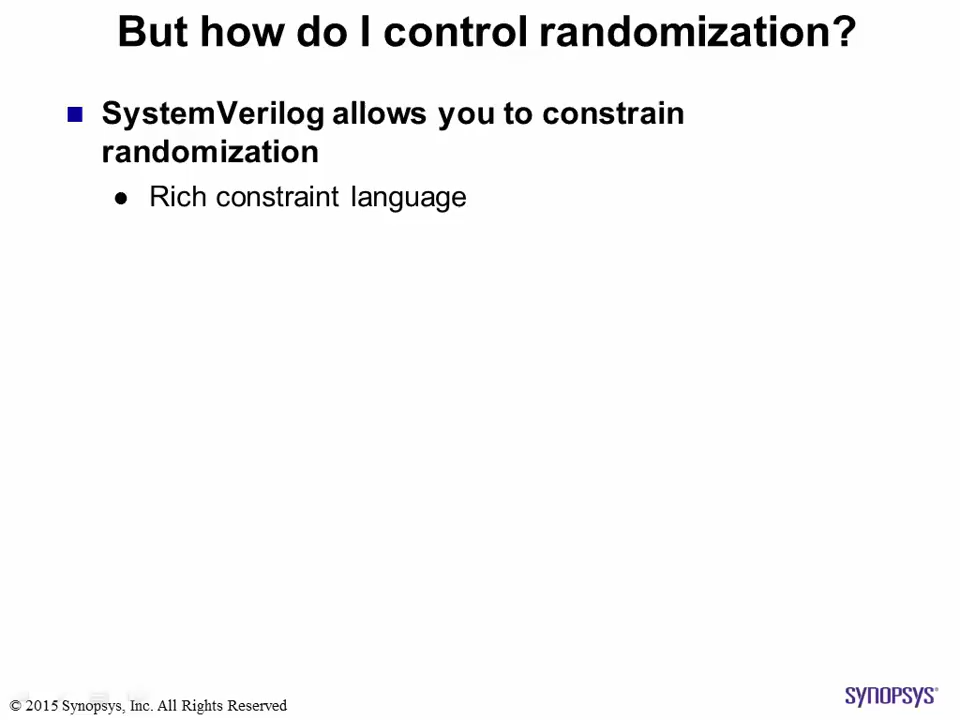 But how do I control randomization?
SystemVerilog allows you to constrain
randomization
Rich constraint language
© 2015 Synopsys, Inc. All Rights Reserved
SYNOPSYS®